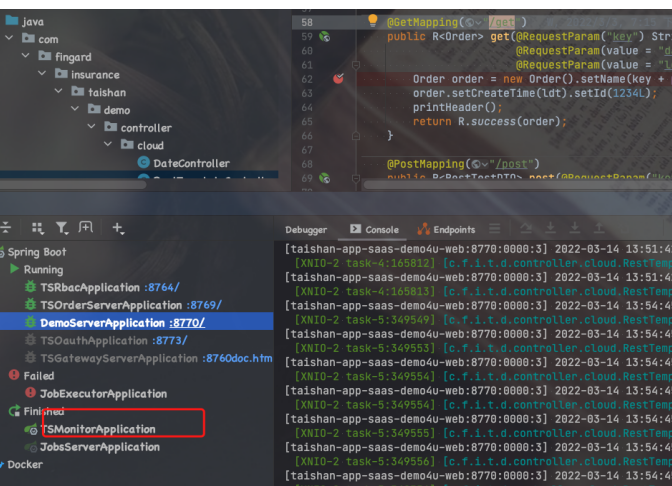 java
com
fingard
insurance
taishan
demo
controller
cloud
DateController
58 @GetMapping("/get")
59 public R<Order> get(@RequestParam("key") Str
60 @RequestParam(value = "d
61 @RequestParam(value = "l
62 Order order = new Order().setName(key +
63 order.setCreateTime(ldt).setId(1234L);
64 printHeader();
65 return R.success(order);
66 }
67
68 @PostMapping("/post")
69 public R<RestTestDTO> post(@RequestParam("ke
Debugger Console Endpoints
Spring Boot
Running
TSRbacApplication :8764/
TSOrderServerApplication :8769/
DemoServerApplication :8770/
TSOauthApplication :8773/
TSGatewayServerApplication :8760doc.htm
Failed
JobExecutorApplication
Finished
TSMonitorApplication
JobsServerApplication
Docker
[taishan-app-saas-demo4u-web:8770:0000:3] 2022-03-14 13:51:4
[XNIO-2 task-4:165812] [c.f.i.t.d.controller.cloud.RestTemp
[taishan-app-saas-demo4u-web:8770:0000:3] 2022-03-14 13:51:4
[XNIO-2 task-4:165813] [c.f.i.t.d.controller.cloud.RestTemp
[taishan-app-saas-demo4u-web:8770:0000:3] 2022-03-14 13:54:4
[XNIO-2 task-5:349549] [c.f.i.t.d.controller.cloud.RestTemp
[taishan-app-saas-demo4u-web:8770:0000:3] 2022-03-14 13:54:4
[XNIO-2 task-5:349553] [c.f.i.t.d.controller.cloud.RestTemp
[taishan-app-saas-demo4u-web:8770:0000:3] 2022-03-14 13:54:4
[XNIO-2 task-5:349554] [c.f.i.t.d.controller.cloud.RestTemp
[taishan-app-saas-demo4u-web:8770:0000:3] 2022-03-14 13:54:4
[XNIO-2 task-5:349554] [c.f.i.t.d.controller.cloud.RestTemp
[taishan-app-saas-demo4u-web:8770:0000:3] 2022-03-14 13:54:4
[XNIO-2 task-5:349555] [c.f.i.t.d.controller.cloud.RestTemp
[taishan-app-saas-demo4u-web:8770:0000:3] 2022-03-14 13:54:4
[XNIO-2 task-5:349556] [c.f.i.t.d.controller.cloud.RestTemp
[taishan-app-saas-demo4u-web:8770:0000:3] 2022-03-14 13:54:4